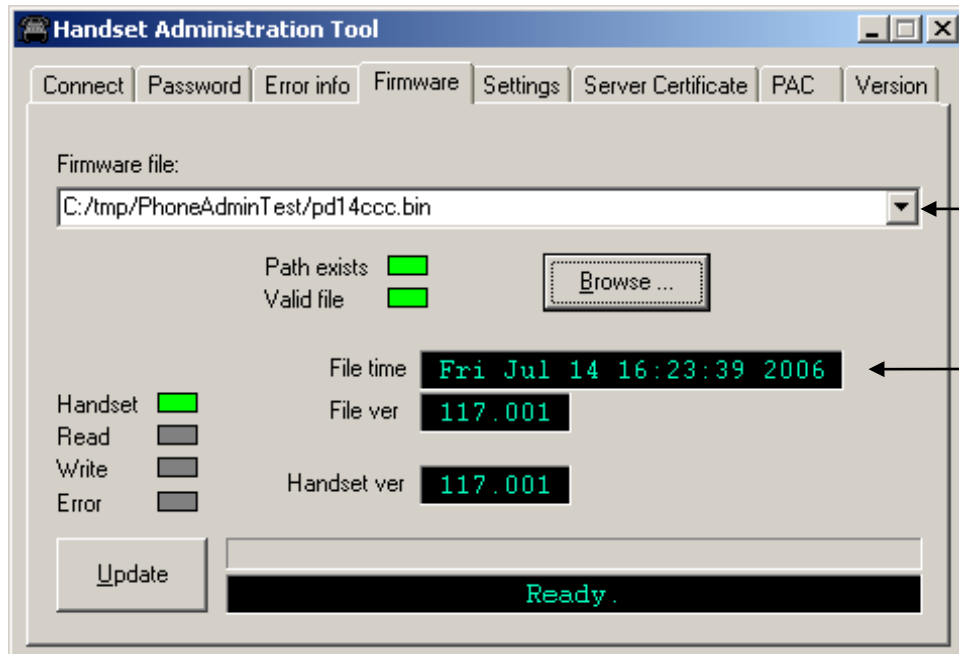 Handset Administration Tool
Connect Password Error info Firmware Settings Server Certificate PAC Version
Firmware file:
C:/tmp/PhoneAdminTest/pd14ccc.bin
Path exists
Valid file
Browse ...
File time Fri Jul 14 16:23:39 2006
Handset File ver 117.001
Read
Write Handset ver 117.001
Error
Update
Ready.